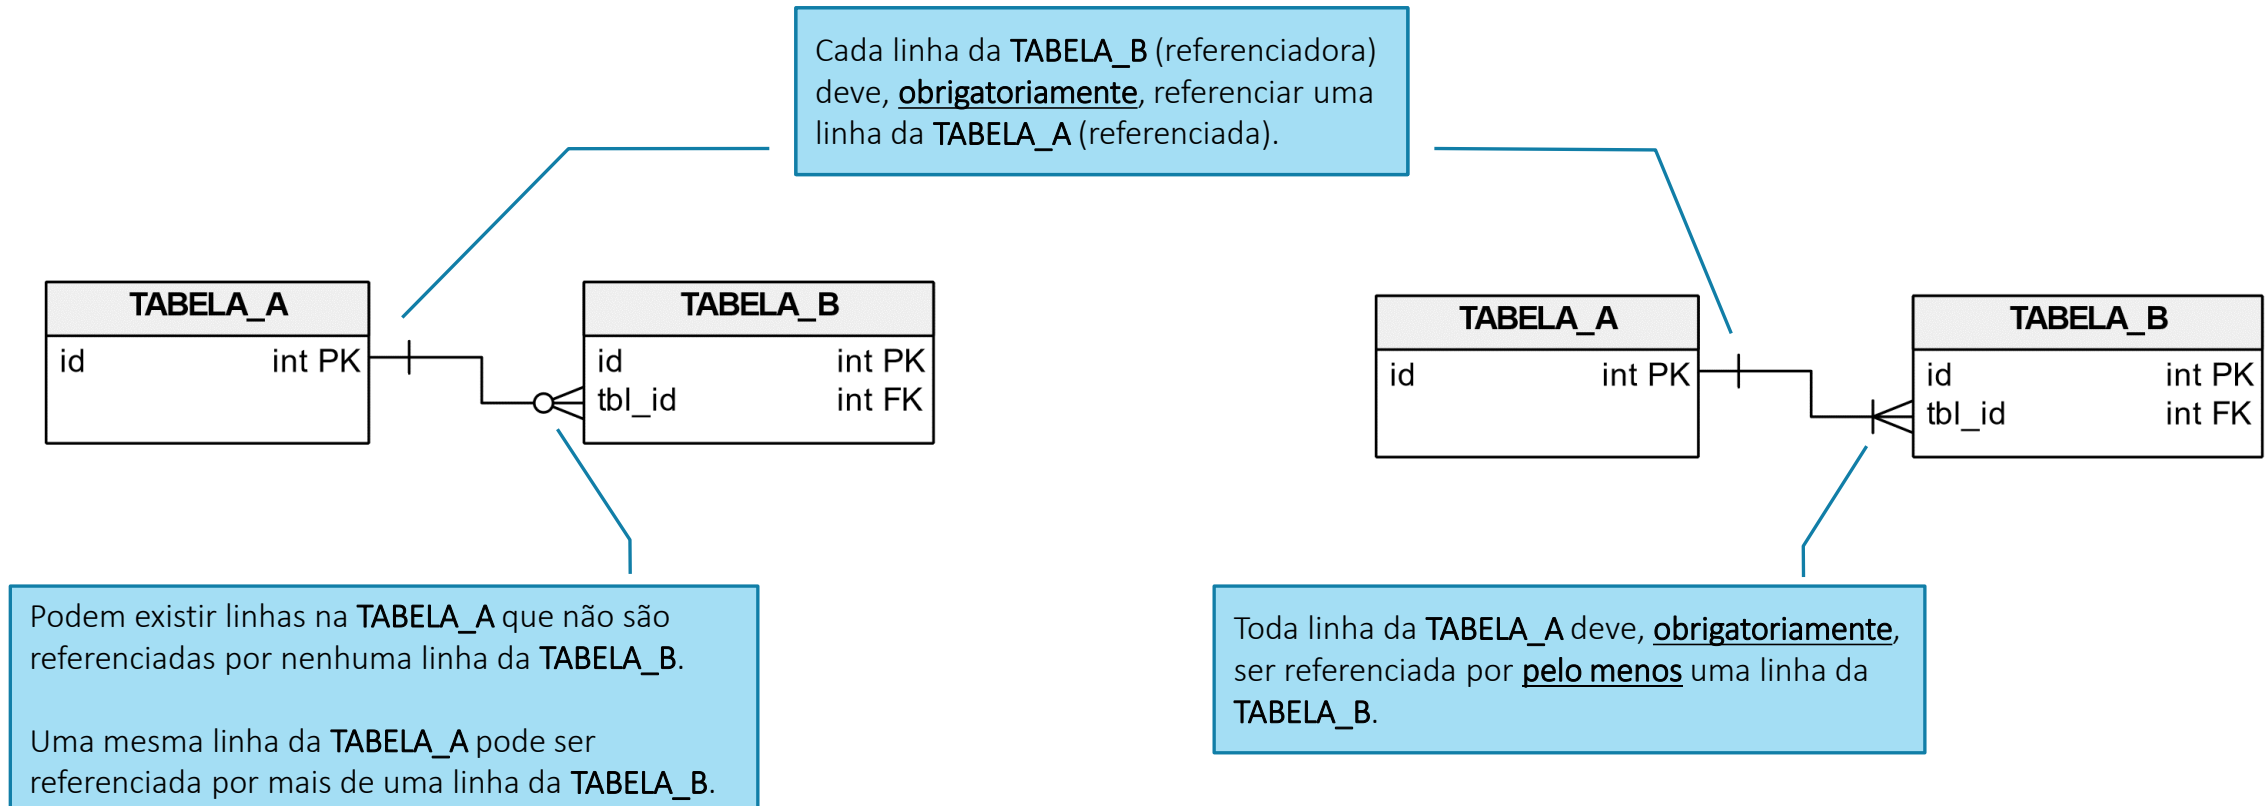 Cada linha da TABELA_B (referenciadora)
deve, obrigatoriamente, referenciar uma
linha da TABELA_A (referenciada).
TABELA_A
id int PK
TABELA_B
id int PK
tbl_id int FK
TABELA_A
id int PK
TABELA_B
id int PK
tbl_id int FK
Podem existir linhas na TABELA_A que não são
referenciadas por nenhuma linha da TABELA_B.
Uma mesma linha da TABELA_A pode ser
referenciada por mais de uma linha da TABELA_B.
Toda linha da TABELA_A deve, obrigatoriamente,
ser referenciada por pelo menos uma linha da
TABELA_B.